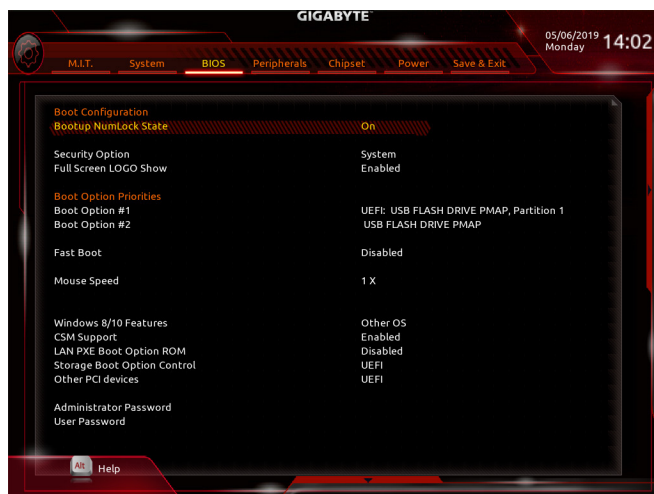 GIGABYTE™
05/06/2019 14:02
Monday
M.I.T. System BIOS Peripherals Chipset Power Save & Exit
Boot Configuration
Bootup NumLock State On
Security Option System
Full Screen LOGO Show Enabled
Boot Option Priorities
Boot Option #1 UEFI: USB FLASH DRIVE PMAP, Partition 1
Boot Option #2 USB FLASH DRIVE PMAP
Fast Boot Disabled
Mouse Speed 1 X
Windows 8/10 Features Other OS
CSM Support Enabled
LAN PXE Boot Option ROM Disabled
Storage Boot Option Control UEFI
Other PCI devices UEFI
Administrator Password
User Password
Alt Help